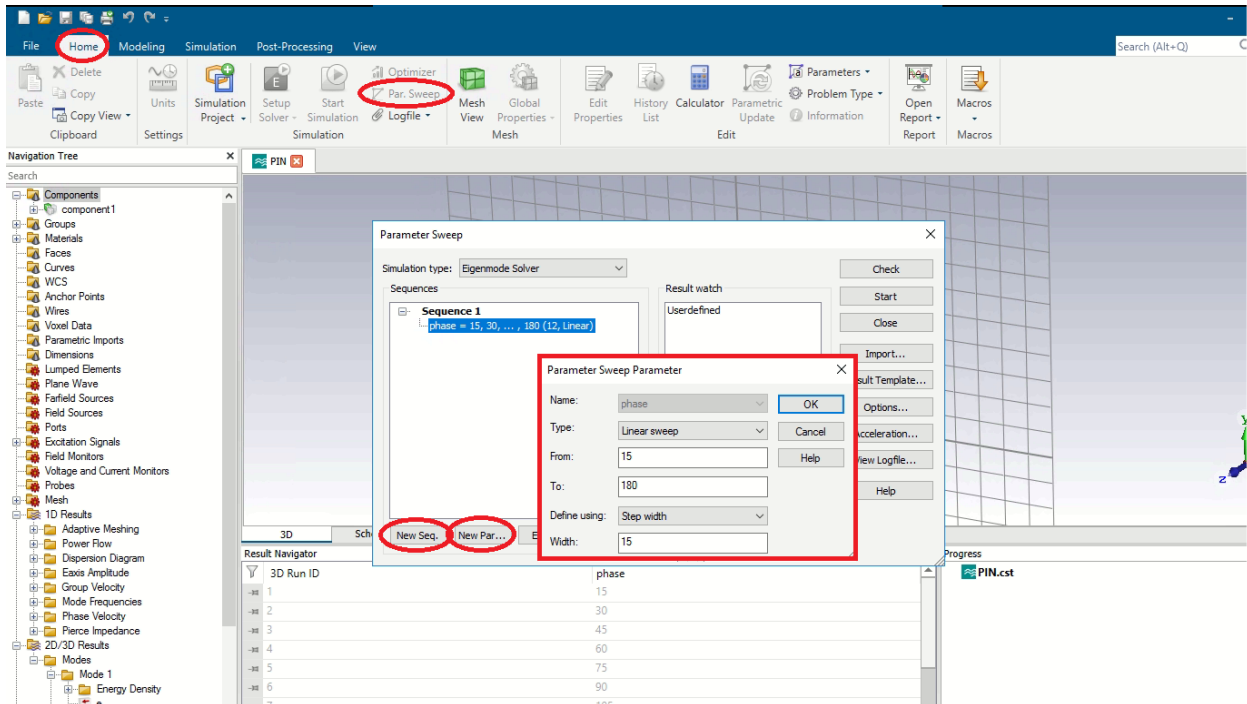 File Home Modeling Simulation Post-Processing View Search (Alt+Q)
Paste
Delete
Copy
Copy View
Clipboard
Units
Settings
Simulation Project
Setup Solver
Start Simulation
Optimizer
Par. Sweep
Logfile
Simulation
Mesh View
Global Properties
Mesh
Edit Properties
History List
Calculator
Parametric Update
Parameters
Problem Type
Information
Edit
Open Report
Report
Macros
Macros
Navigation Tree
Search
Components
component1
Groups
Materials
Faces
Curves
WCS
Anchor Points
Wires
Voxel Data
Parametric Imports
Dimensions
Lumped Elements
Plane Wave
Farfield Sources
Field Sources
Ports
Excitation Signals
Field Monitors
Voltage and Current Monitors
Probes
Mesh
1D Results
Adaptive Meshing
Power Flow
Dispersion Diagram
Eaxis Amplitude
Group Velocity
Mode Frequencies
Phase Velocity
Pierce Impedance
2D/3D Results
Modes
Mode 1
Energy Density
e
PIN
Parameter Sweep
Simulation type: Eigenmode Solver
Sequences
Sequence 1
phase = 15, 30, ... , 180 (12, Linear)
Result watch
Userdefined
Check
Start
Close
Import...
sult Template...
Options...
Acceleration...
View Logfile...
Help
New Seq. New Par... E
Parameter Sweep Parameter
Name: phase OK
Type: Linear sweep Cancel
From: 15 Help
To: 180
Define using: Step width
Width: 15
y
z
3D Sch
Result Navigator
3D Run ID phase
1 15
2 30
3 45
4 60
5 75
6 90
Progress
PIN.cst